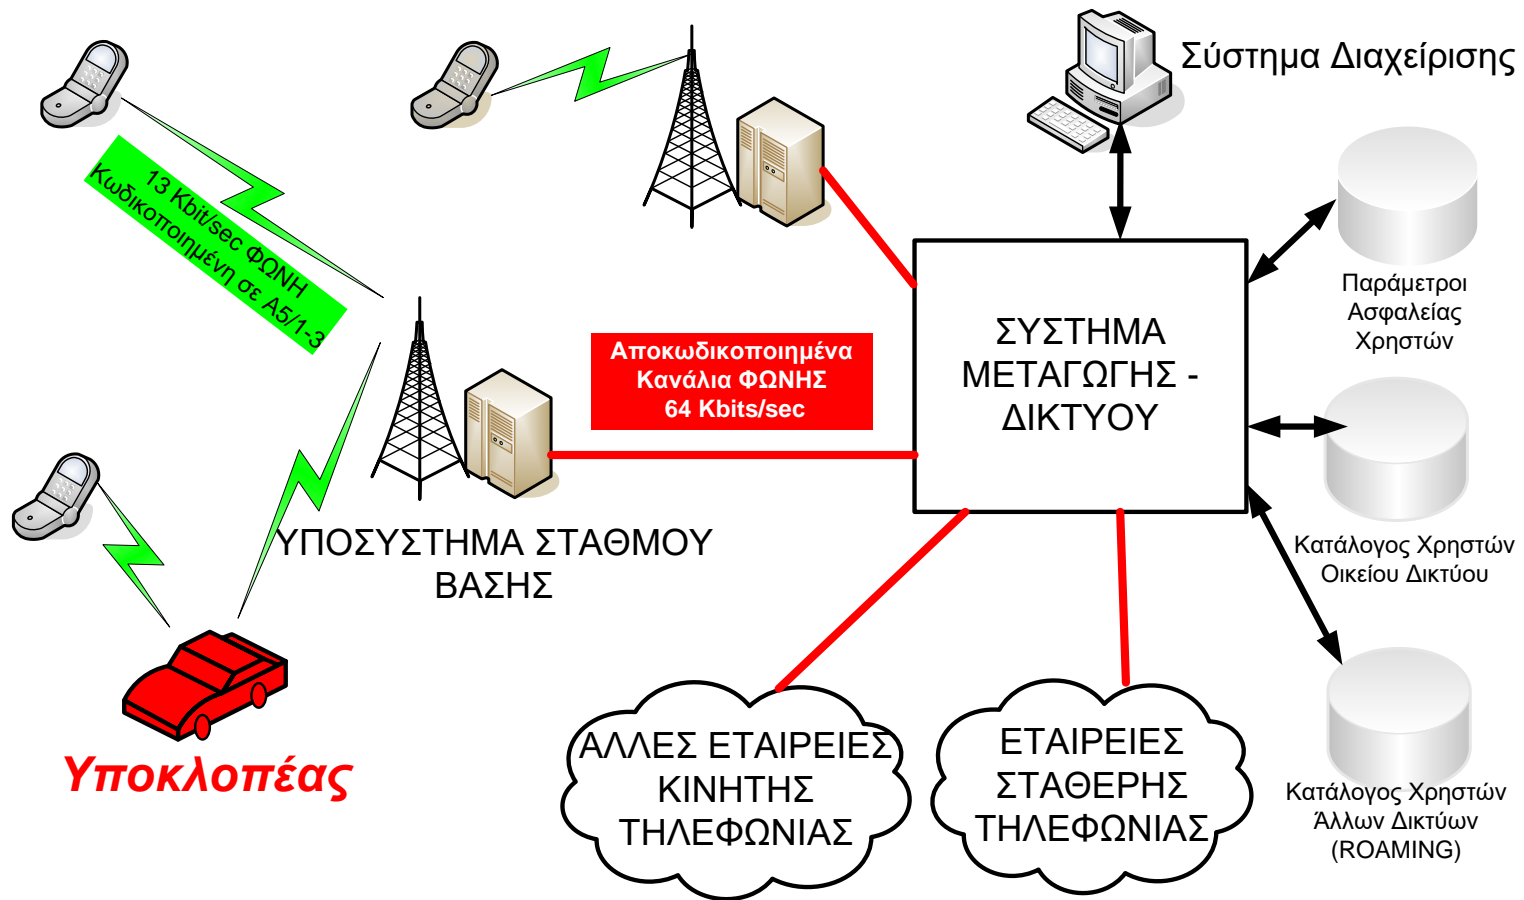 Σύστημα Διαχείρισης
13 Kbit/sec ΦΩΝΗ
Κωδικοποιημένη σε A5/1-3
Παράμετροι
Ασφαλείας
Χρηστών
Αποκωδικοποιημένα
Κανάλια ΦΩΝΗΣ
64 Kbits/sec
ΣΥΣΤΗΜΑ
ΜΕΤΑΓΩΓΗΣ -
ΔΙΚΤΥΟΥ
ΥΠΟΣΥΣΤΗΜΑ ΣΤΑΘΜΟΥ
ΒΑΣΗΣ
Κατάλογος Χρηστών
Οικείου Δικτύου
Υποκλοπέας
ΑΛΛΕΣ ΕΤΑΙΡΕΙΕΣ
ΚΙΝΗΤΗΣ
ΤΗΛΕΦΩΝΙΑΣ
ΕΤΑΙΡΕΙΕΣ
ΣΤΑΘΕΡΗΣ
ΤΗΛΕΦΩΝΙΑΣ
Κατάλογος Χρηστών
Άλλων Δικτύων
(ROAMING)